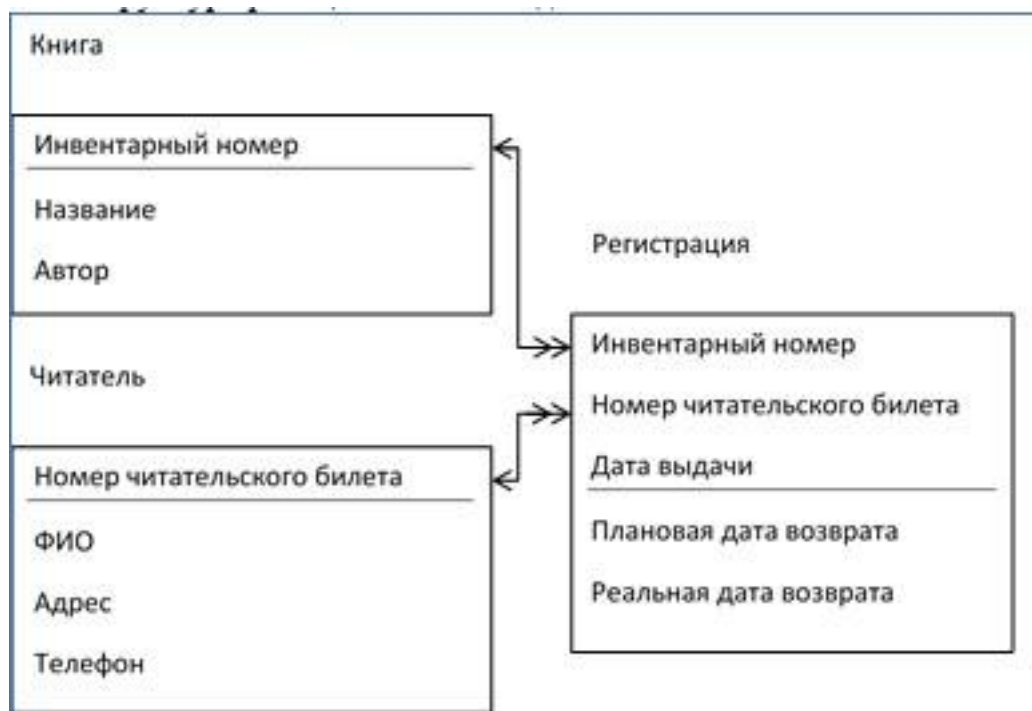 Книга
Инвентарный номер
Название
Автор
Читатель
Номер читательского билета
ФИО
Адрес
Телефон
Регистрация
Инвентарный номер
Номер читательского билета
Дата выдачи
Плановая дата возврата
Реальная дата возврата